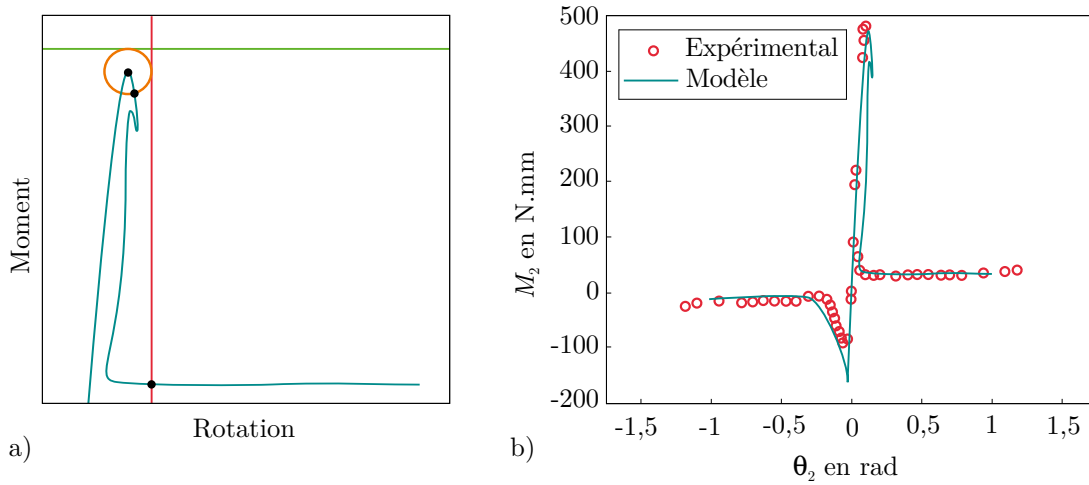 Moment
Rotation
a)
Expérimental
Modèle
500
400
300
200
100
0
-100
-200
-1,5
-1
-0,5
0
0,5
1
1,5
M₂ en N.mm
θ₂ en rad
b)